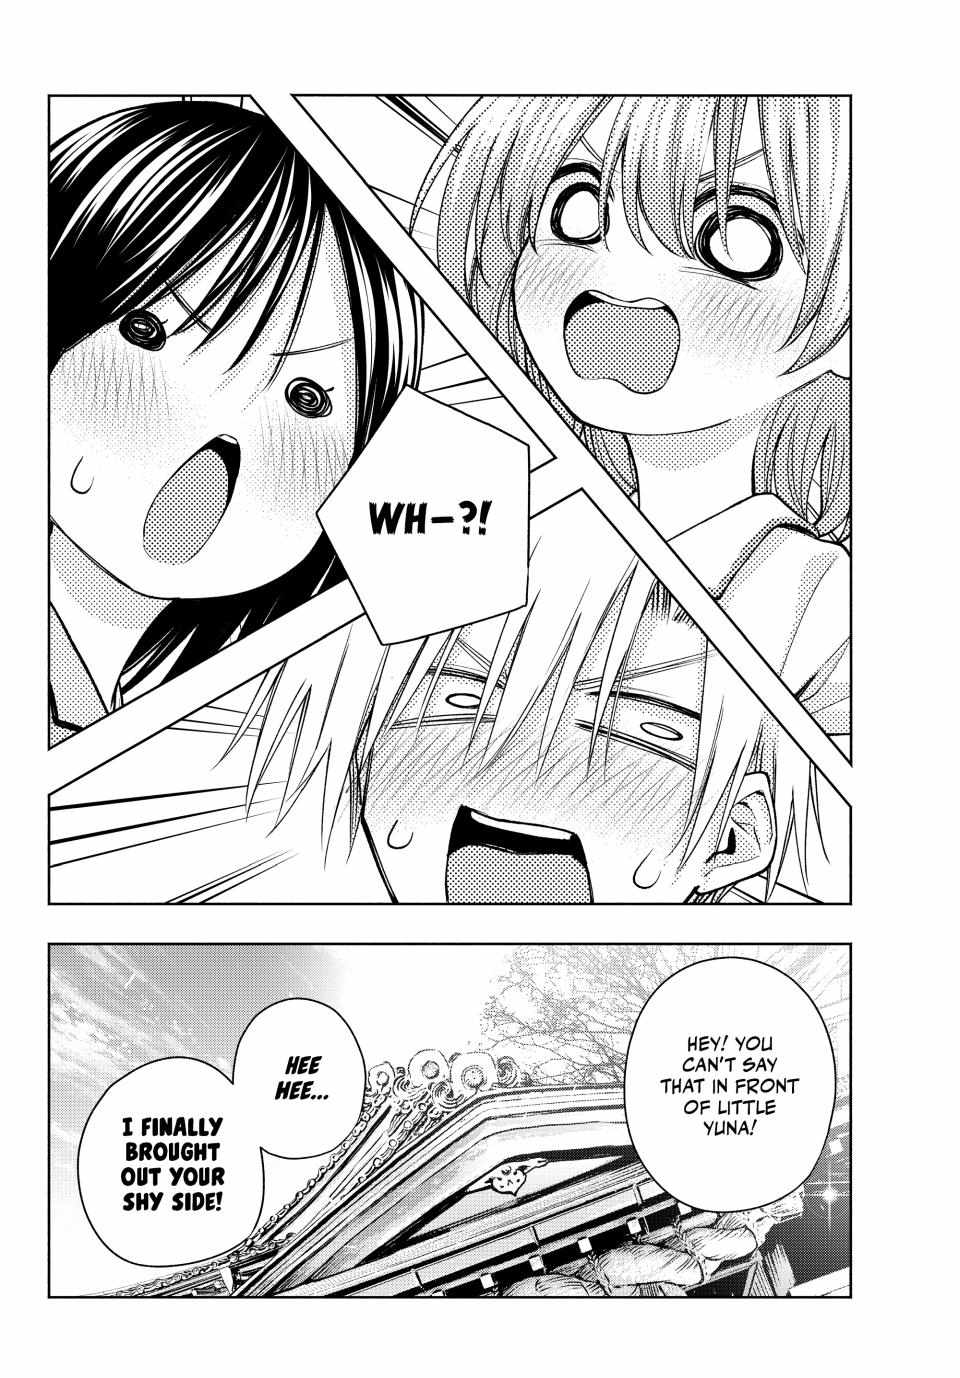 WH-?!
HEY! YOU
CAN'T SAY
THAT IN FRONT
OF LITTLE
YUNA!
HEE
HEE...
I FINALLY
BROUGHT
OUT YOUR
SHY SIDE!